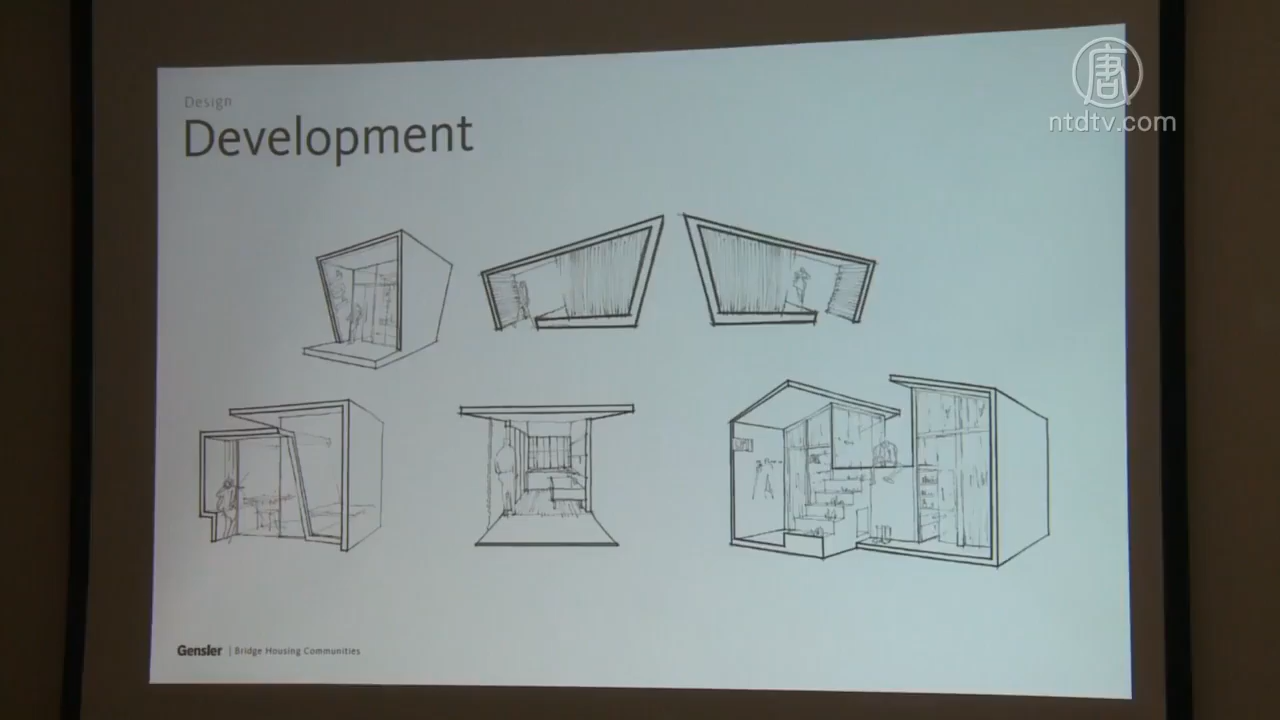 Design
Development
唐
ntdtv.com
Gensler | Bridge Housing Communities